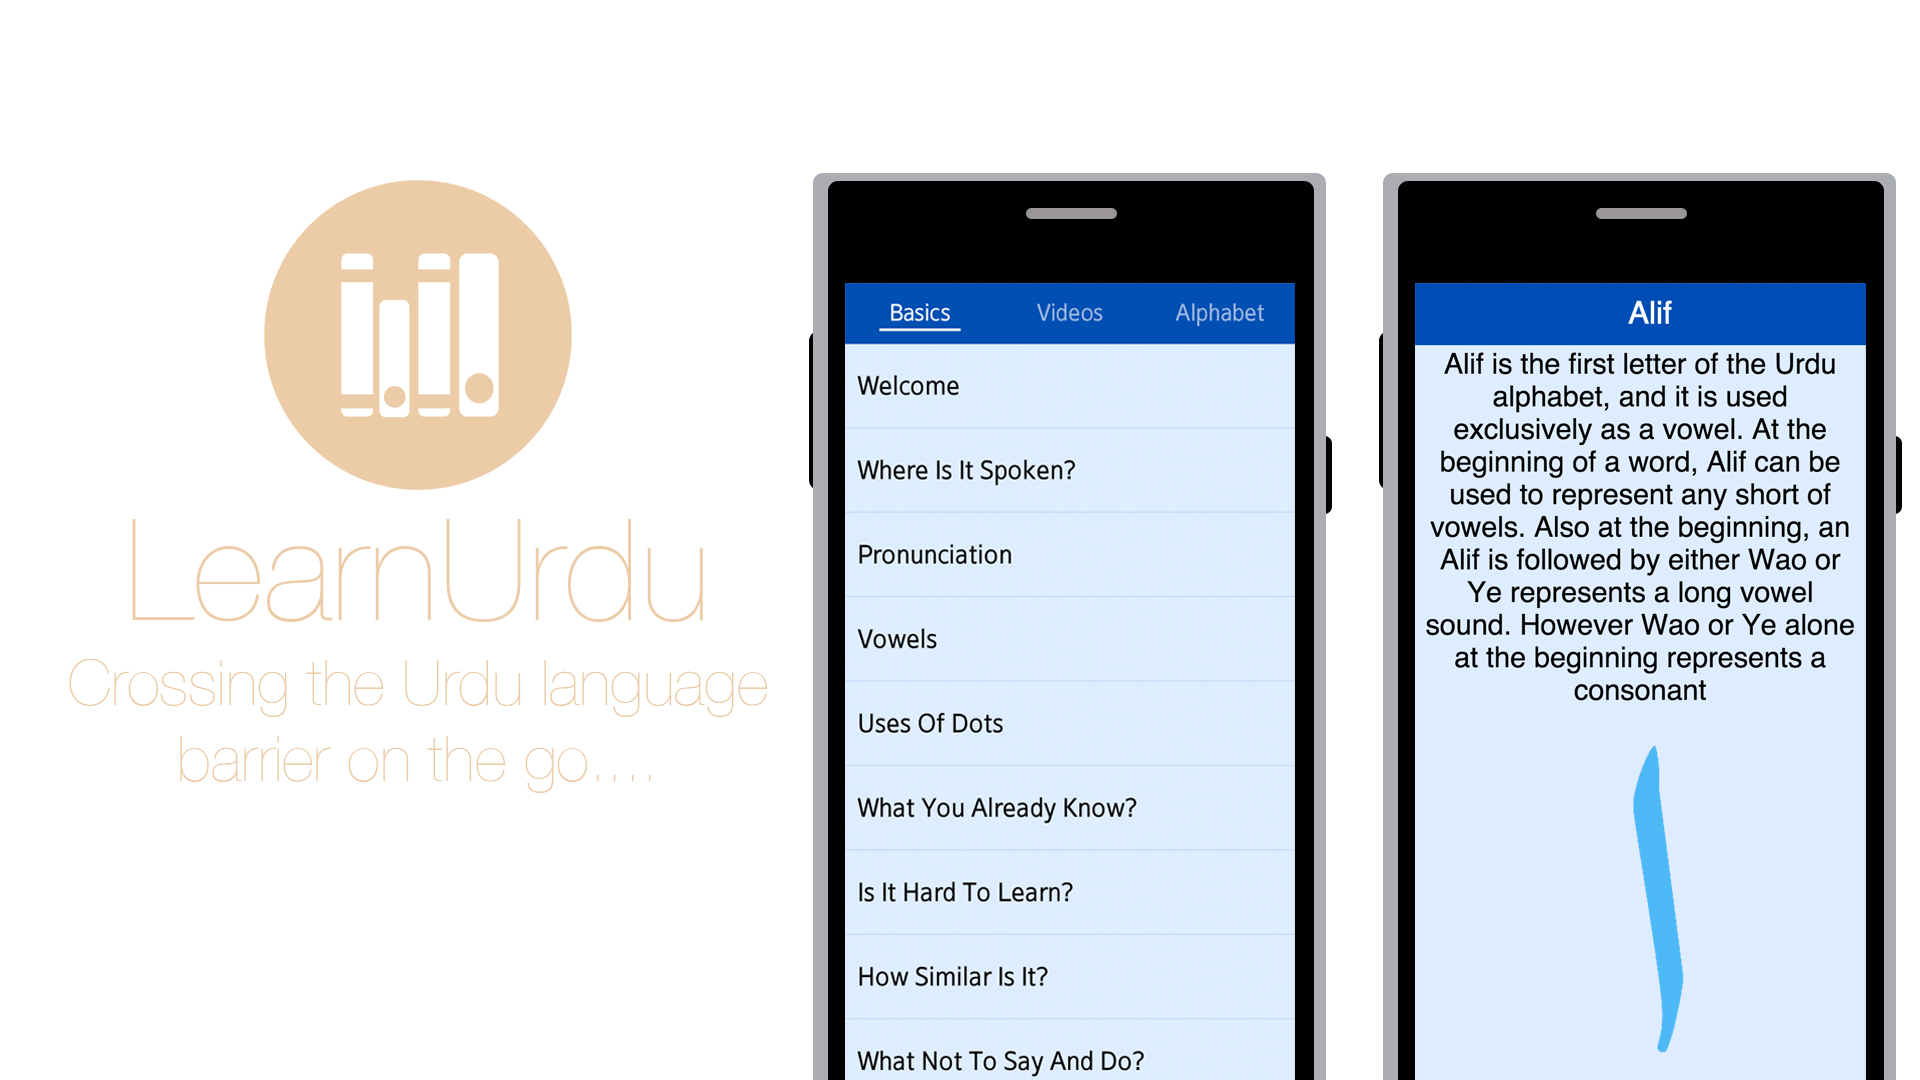 LearnUrdu
Crossing the Urdu language
barrier on the go....
Basics Videos Alphabet
Welcome
Where Is It Spoken?
Pronunciation
Vowels
Uses Of Dots
What You Already Know?
Is It Hard To Learn?
How Similar Is It?
What Not To Say And Do?
Alif
Alif is the first letter of the Urdu
alphabet, and it is used
exclusively as a vowel. At the
beginning of a word, Alif can be
used to represent any short of
vowels. Also at the beginning, an
Alif is followed by either Wao or
Ye represents a long vowel
sound. However Wao or Ye alone
at the beginning represents a
consonant
ا